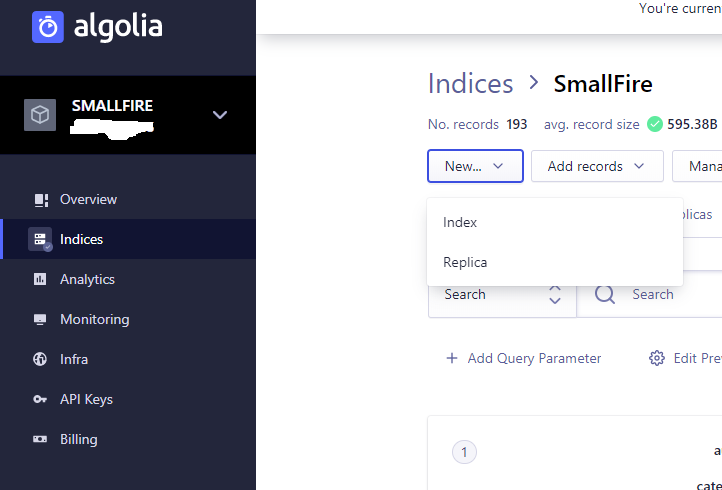 You're curren
algolia
SMALLFIRE
Overview
Indices
Analytics
Monitoring
Infra
API Keys
Billing
Indices > SmallFire
No. records 193 avg. record size 595.38B
New... Add records Mana
Index
plicas
Replica
Search Search
+ Add Query Parameter Edit Pre
1
a
cate